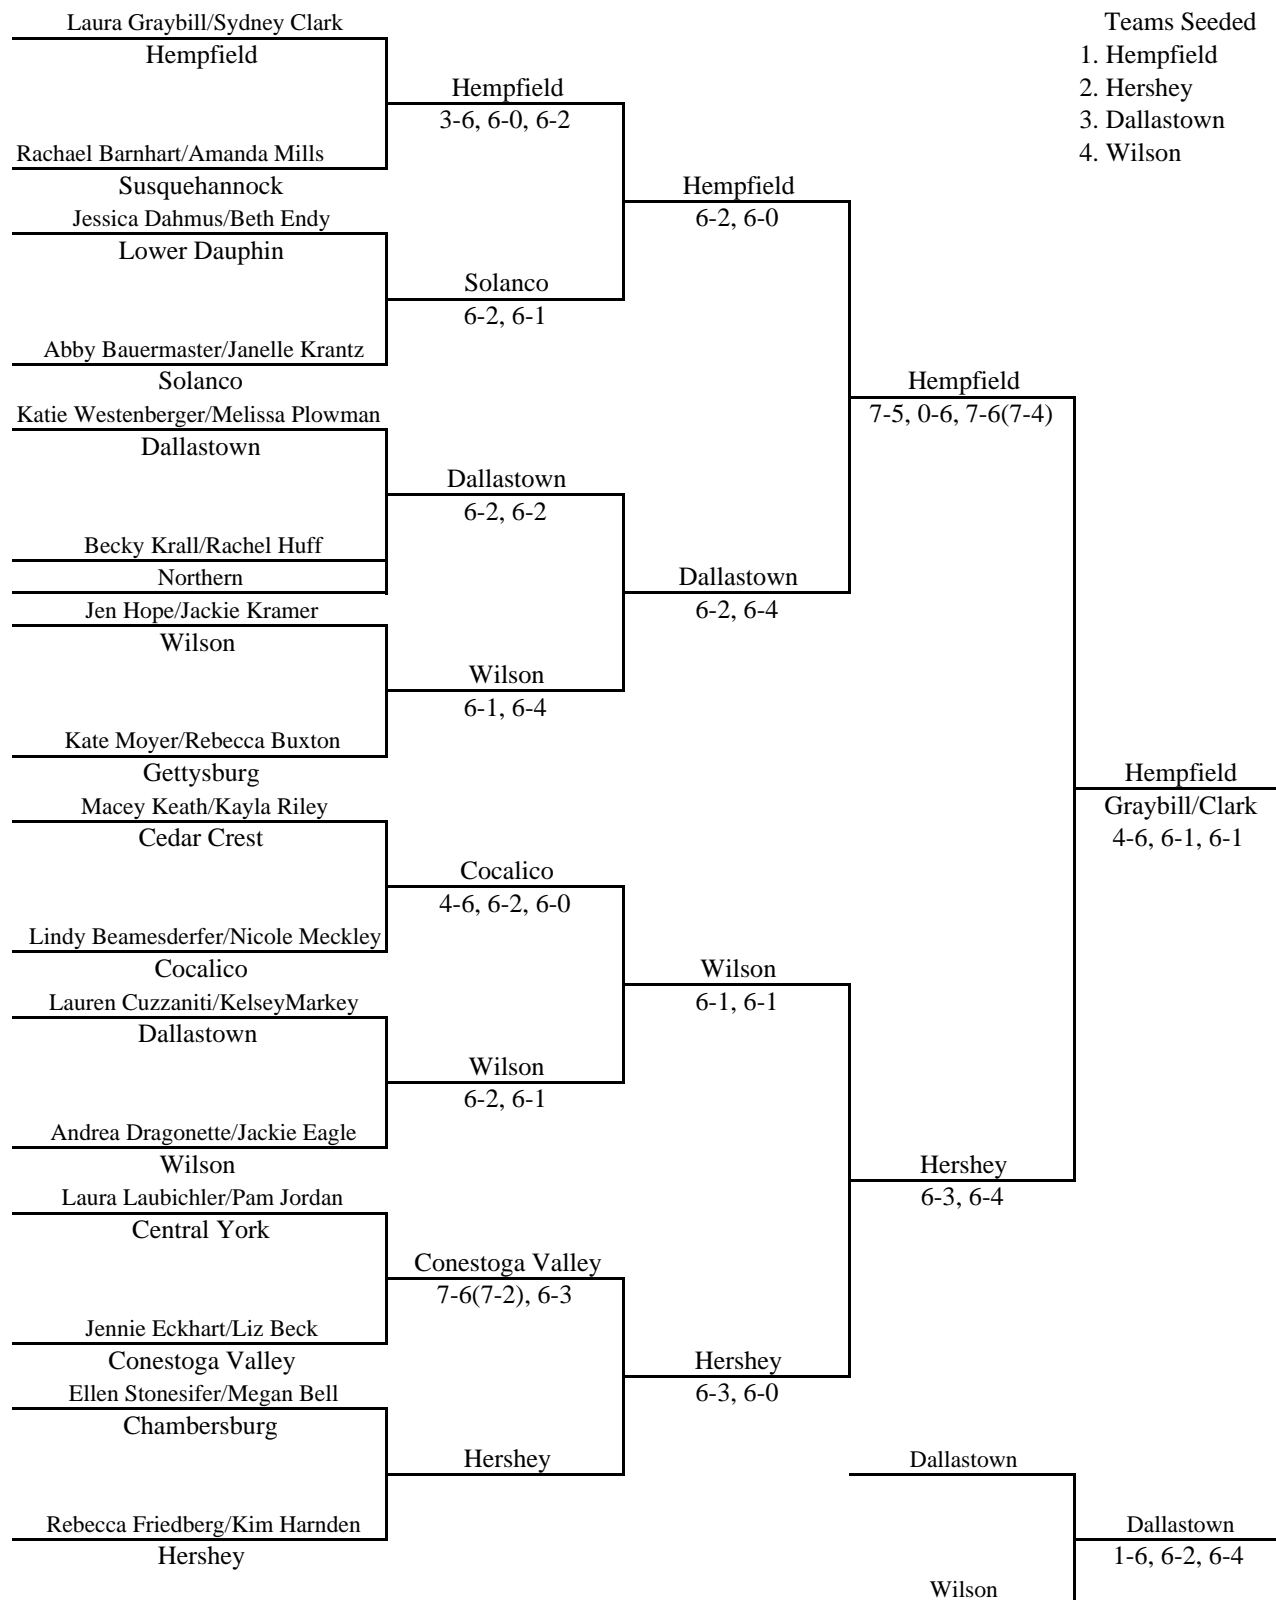 Laura Graybill/Sydney Clark
Hempfield
Rachael Barnhart/Amanda Mills
Susquehannock
Jessica Dahmus/Beth Endy
Lower Dauphin
Abby Bauermaster/Janelle Krantz
Solanco
Katie Westenberger/Melissa Plowman
Dallastown
Becky Krall/Rachel Huff
Northern
Jen Hope/Jackie Kramer
Wilson
Kate Moyer/Rebecca Buxton
Gettysburg
Macey Keath/Kayla Riley
Cedar Crest
Lindy Beamesderfer/Nicole Meckley
Cocalico
Lauren Cuzzaniti/KelseyMarkey
Dallastown
Andrea Dragonette/Jackie Eagle
Wilson
Laura Laubichler/Pam Jordan
Central York
Jennie Eckhart/Liz Beck
Conestoga Valley
Ellen Stonesifer/Megan Bell
Chambersburg
Rebecca Friedberg/Kim Harnden
Hershey
Hempfield
3-6, 6-0, 6-2
Solanco
6-2, 6-1
Dallastown
6-2, 6-2
Wilson
6-1, 6-4
Cocalico
4-6, 6-2, 6-0
Wilson
6-2, 6-1
Conestoga Valley
7-6(7-2), 6-3
Hershey
Hempfield
6-2, 6-0
Dallastown
6-2, 6-4
Wilson
6-1, 6-1
Hershey
6-3, 6-0
Hempfield
7-5, 0-6, 7-6(7-4)
Hershey
6-3, 6-4
Dallastown
Wilson
Teams Seeded
1. Hempfield
2. Hershey
3. Dallastown
4. Wilson
Hempfield
Graybill/Clark
4-6, 6-1, 6-1
Dallastown
1-6, 6-2, 6-4